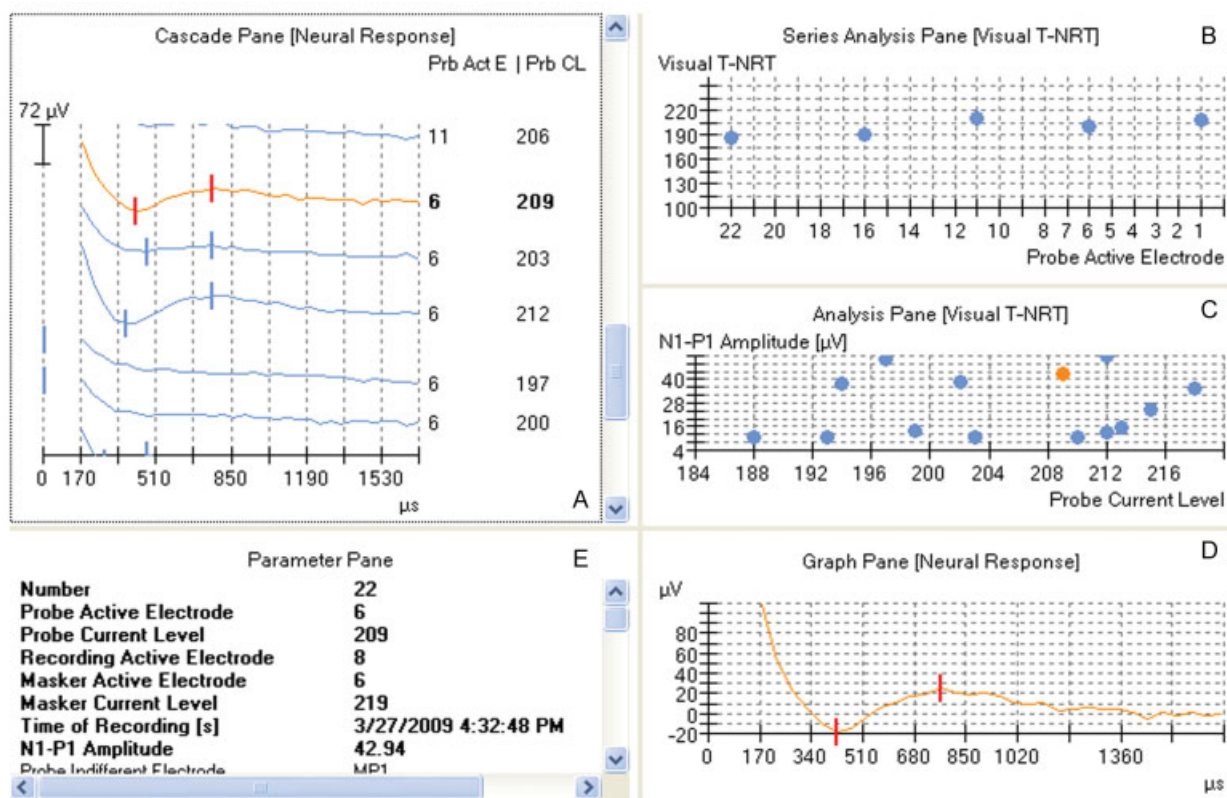 Cascade Pane [Neural Response]
Prb Act E | Prb CL
72 µV
11 206
6 209
6 203
6 212
6 197
6 200
0 170 510 850 1190 1530
µs
A
Series Analysis Pane [Visual T-NRT]
B
Visual T-NRT
220
190
160
130
100
22 20 18 16 14 12 10 8 7 6 5 4 3 2 1
Probe Active Electrode
Analysis Pane [Visual T-NRT]
C
N1-P1 Amplitude [µV]
40
28
16
4
184 188 192 196 200 204 208 212 216
Probe Current Level
Parameter Pane
E
Number 22
Probe Active Electrode 6
Probe Current Level 209
Recording Active Electrode 8
Masker Active Electrode 6
Masker Current Level 219
Time of Recording [s] 3/27/2009 4:32:48 PM
N1-P1 Amplitude 42.94
Probe Indifferent Electrode MP1
Graph Pane [Neural Response]
D
µV
80
60
40
20
0
-20
0 170 340 510 680 850 1020 1360
µs